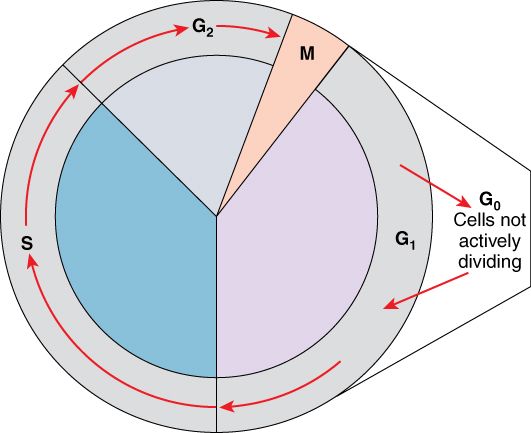 G₂
M
G₀
Cells not
actively
dividing
G₁
S